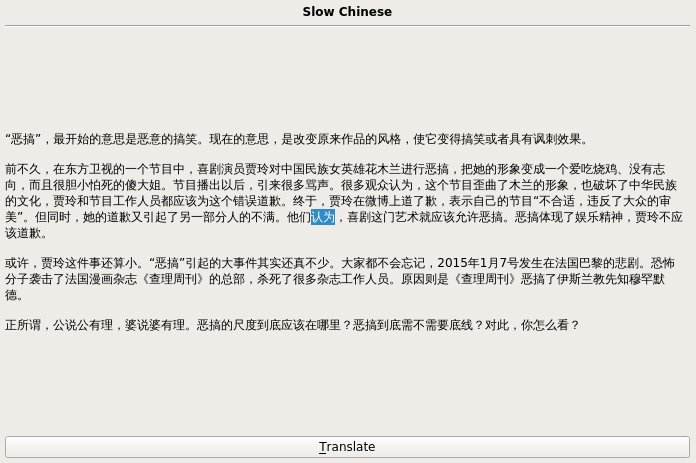 Slow Chinese
“恶搞”，最开始的意思是恶意的搞笑。现在的意思，是改变原来作品的风格，使它变得搞笑或者具有讽刺效果。
前不久，在东方卫视的一个节目中，喜剧演员贾玲对中国民族女英雄花木兰进行恶搞，把她的形象变成一个爱吃烧鸡、没有志
向，而且很胆小怕死的傻大姐。节目播出以后，引来很多骂声。很多观众认为，这个节目歪曲了木兰的形象，也破坏了中华民族
的文化，贾玲和节目工作人员都应该为这个错误道歉。终于，贾玲在微博上道了歉，表示自己的节目“不合适，违反了大众的审
美”。但同时，她的道歉又引起了另一部分人的不满。他们认为，喜剧这门艺术就应该允许恶搞。恶搞体现了娱乐精神，贾玲不应
该道歉。
或许，贾玲这件事还算小。“恶搞”引起的大事件其实还真不少。大家都不会忘记，2015年1月7号发生在法国巴黎的悲剧。恐怖
分子袭击了法国漫画杂志《查理周刊》的总部，杀死了很多杂志工作人员。原因则是《查理周刊》恶搞了伊斯兰教先知穆罕默
德。
正所谓，公说公有理，婆说婆有理。恶搞的尺度到底应该在哪里？恶搞到底需不需要底线？对此，你怎么看？
Translate